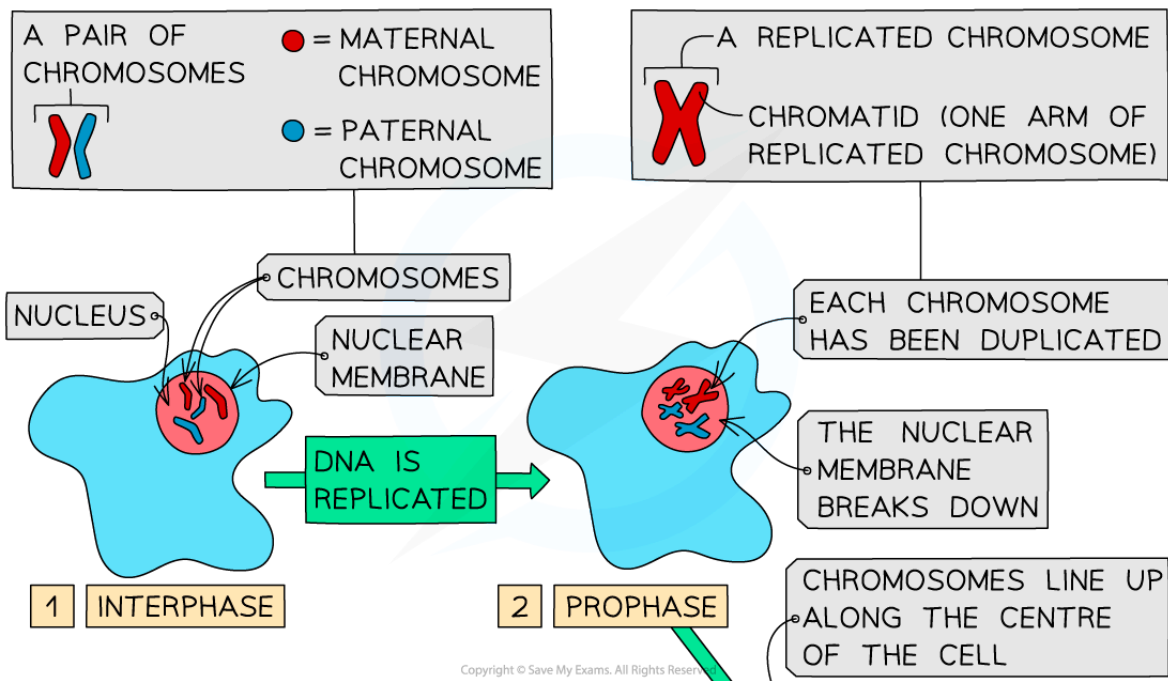 A PAIR OF
CHROMOSOMES
= MATERNAL
CHROMOSOME
= PATERNAL
CHROMOSOME
A REPLICATED CHROMOSOME
CHROMATID (ONE ARM OF
REPLICATED CHROMOSOME)
CHROMOSOMES
NUCLEUS
NUCLEAR
MEMBRANE
EACH CHROMOSOME
HAS BEEN DUPLICATED
DNA IS
REPLICATED
THE NUCLEAR
MEMBRANE
BREAKS DOWN
1 INTERPHASE
2 PROPHASE
CHROMOSOMES LINE UP
ALONG THE CENTRE
OF THE CELL
Copyright © Save My Exams. All Rights Reserved